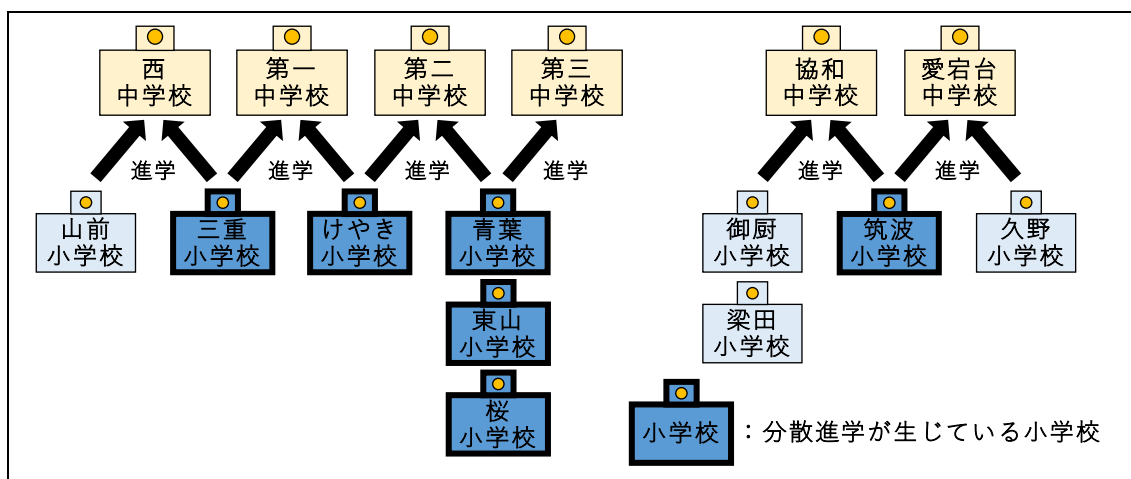 西
中学校
第一
中学校
第二
中学校
第三
中学校
協和
中学校
愛宕台
中学校
進学
進学
進学
進学
進学
進学
山前
小学校
三重
小学校
けやき
小学校
青葉
小学校
御厨
小学校
筑波
小学校
久野
小学校
東山
小学校
梁田
小学校
桜
小学校
小学校
：分散進学が生じている小学校